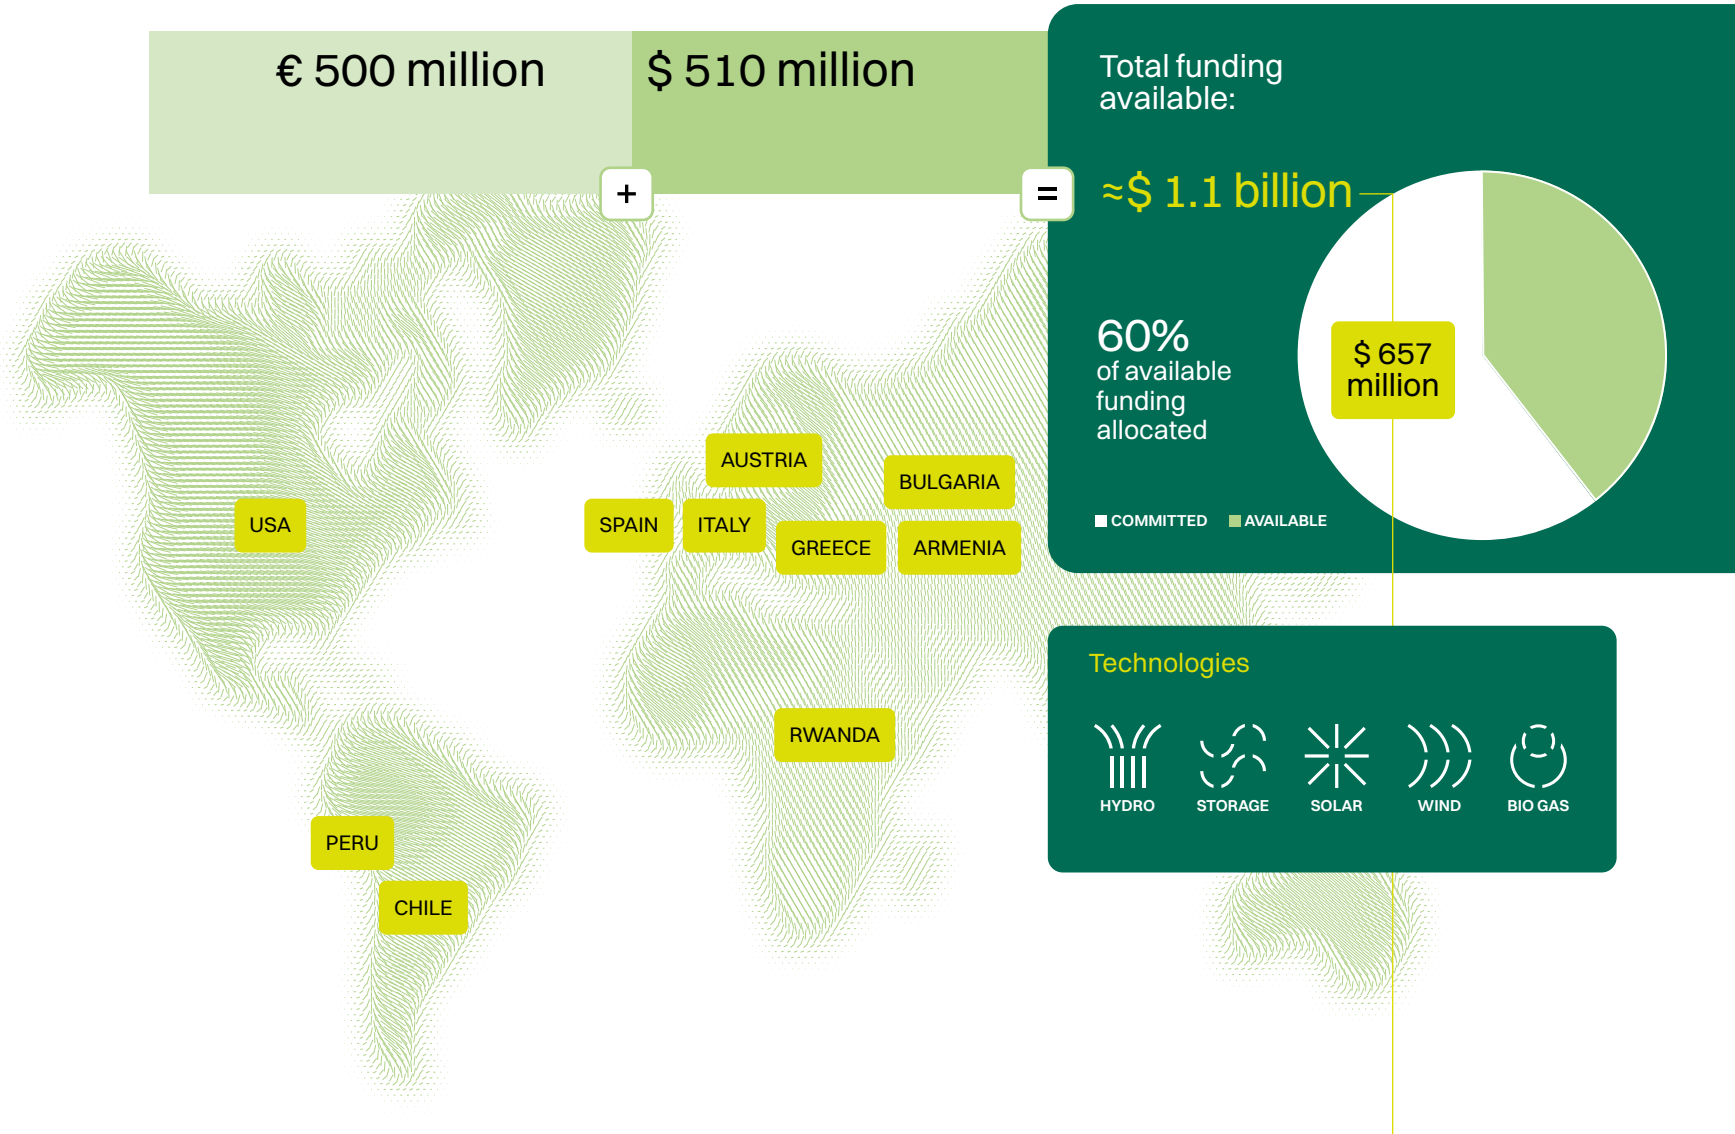 € 500 million
+
$ 510 million
=
Total funding
available:
≈$ 1.1 billion
60%
of available
funding
allocated
$ 657
million
COMMITTED
AVAILABLE
AUSTRIA
BULGARIA
USA
SPAIN
ITALY
GREECE
ARMENIA
RWANDA
PERU
CHILE
Technologies
HYDRO
STORAGE
SOLAR
WIND
BIO GAS